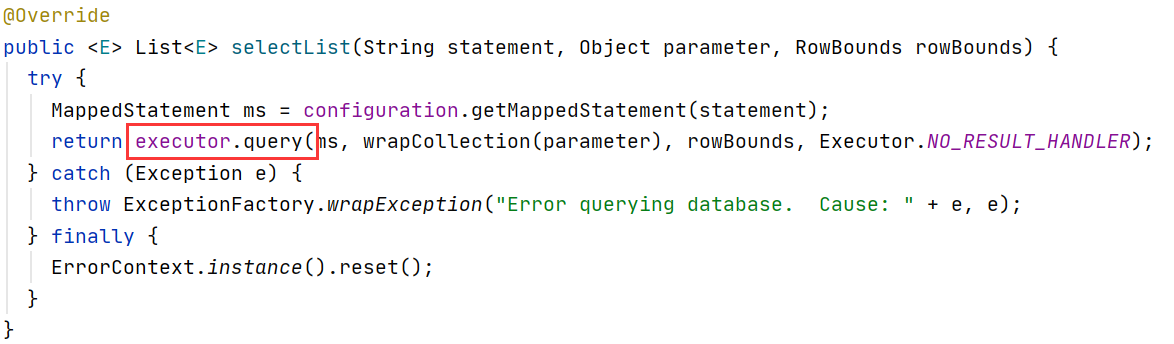 @Override
public <E> List<E> selectList(String statement, Object parameter, RowBounds rowBounds) {
  try {
    MappedStatement ms = configuration.getMappedStatement(statement);
    return executor.query(ms, wrapCollection(parameter), rowBounds, Executor.NO_RESULT_HANDLER);
  } catch (Exception e) {
    throw ExceptionFactory.wrapException("Error querying database.  Cause: " + e, e);
  } finally {
    ErrorContext.instance().reset();
  }
}